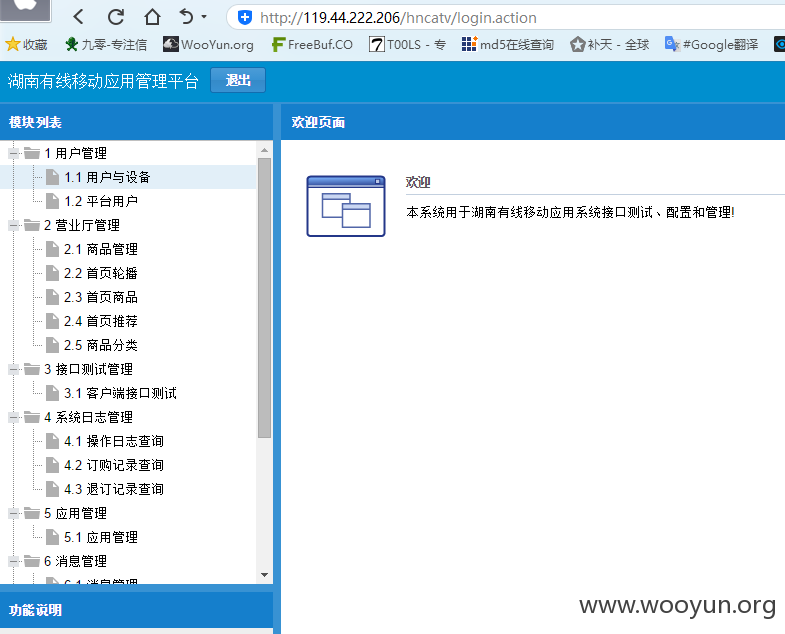 http://119.44.222.206/hncatv/login.action
收藏 九零-专注信 WooYun.org FreeBuf.CO T00LS - 专 md5在线查询 补天 - 全球 #Google翻译
湖南有线移动应用管理平台 退出
模块列表
欢迎页面
1 用户管理
1.1 用户与设备
1.2 平台用户
2 营业厅管理
2.1 商品管理
2.2 首页轮播
2.3 首页商品
2.4 首页推荐
2.5 商品分类
3 接口测试管理
3.1 客户端接口测试
4 系统日志管理
4.1 操作日志查询
4.2 订购记录查询
4.3 退订记录查询
5 应用管理
5.1 应用管理
6 消息管理
6.1 消息管理
欢迎
本系统用于湖南有线移动应用系统接口测试、配置和管理!
功能说明
www.wooyun.org